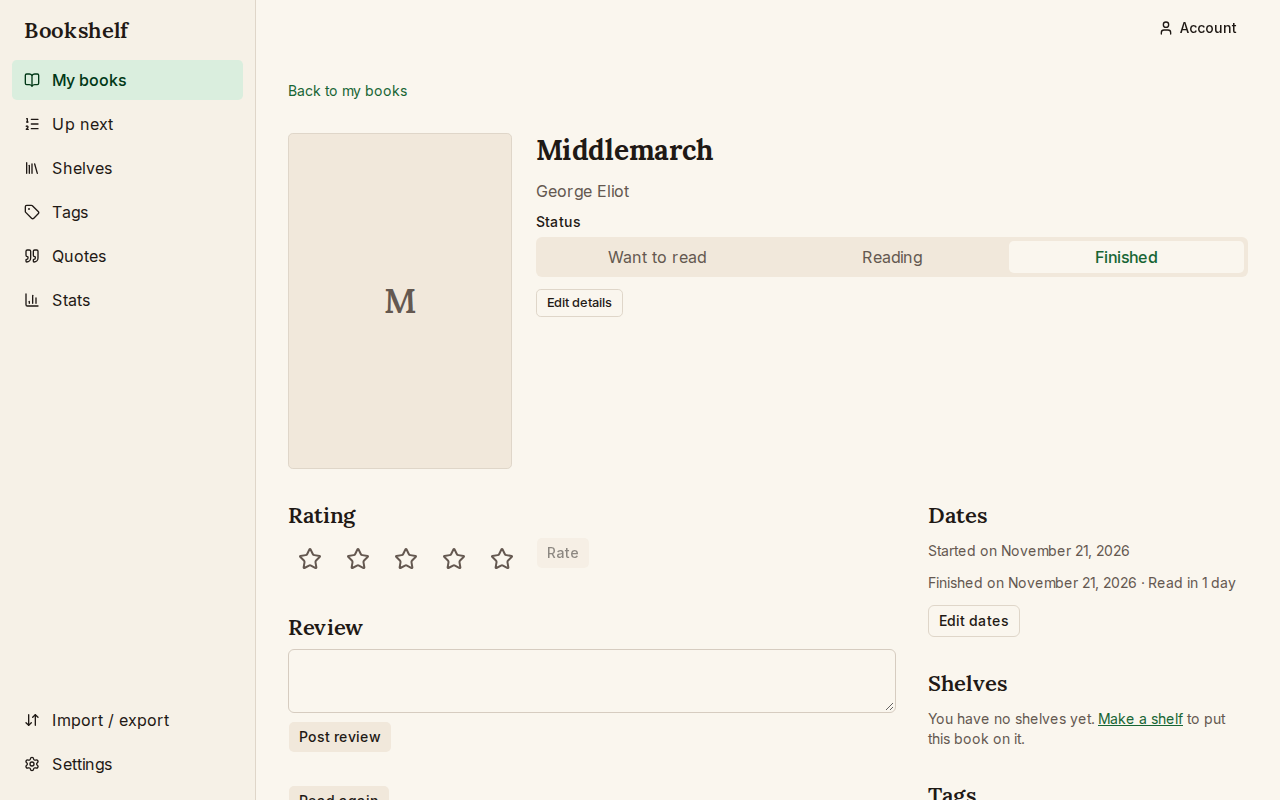 Bookshelf
My books
Up next
Shelves
Tags
Quotes
Stats
Import / export
Settings
Account
Back to my books
M
Middlemarch
George Eliot
Status
Want to read
Reading
Finished
Edit details
Rating
Rate
Review
Post review
Read again
Dates
Started on November 21, 2026
Finished on November 21, 2026 · Read in 1 day
Edit dates
Shelves
You have no shelves yet. Make a shelf to put
this book on it.
Tags